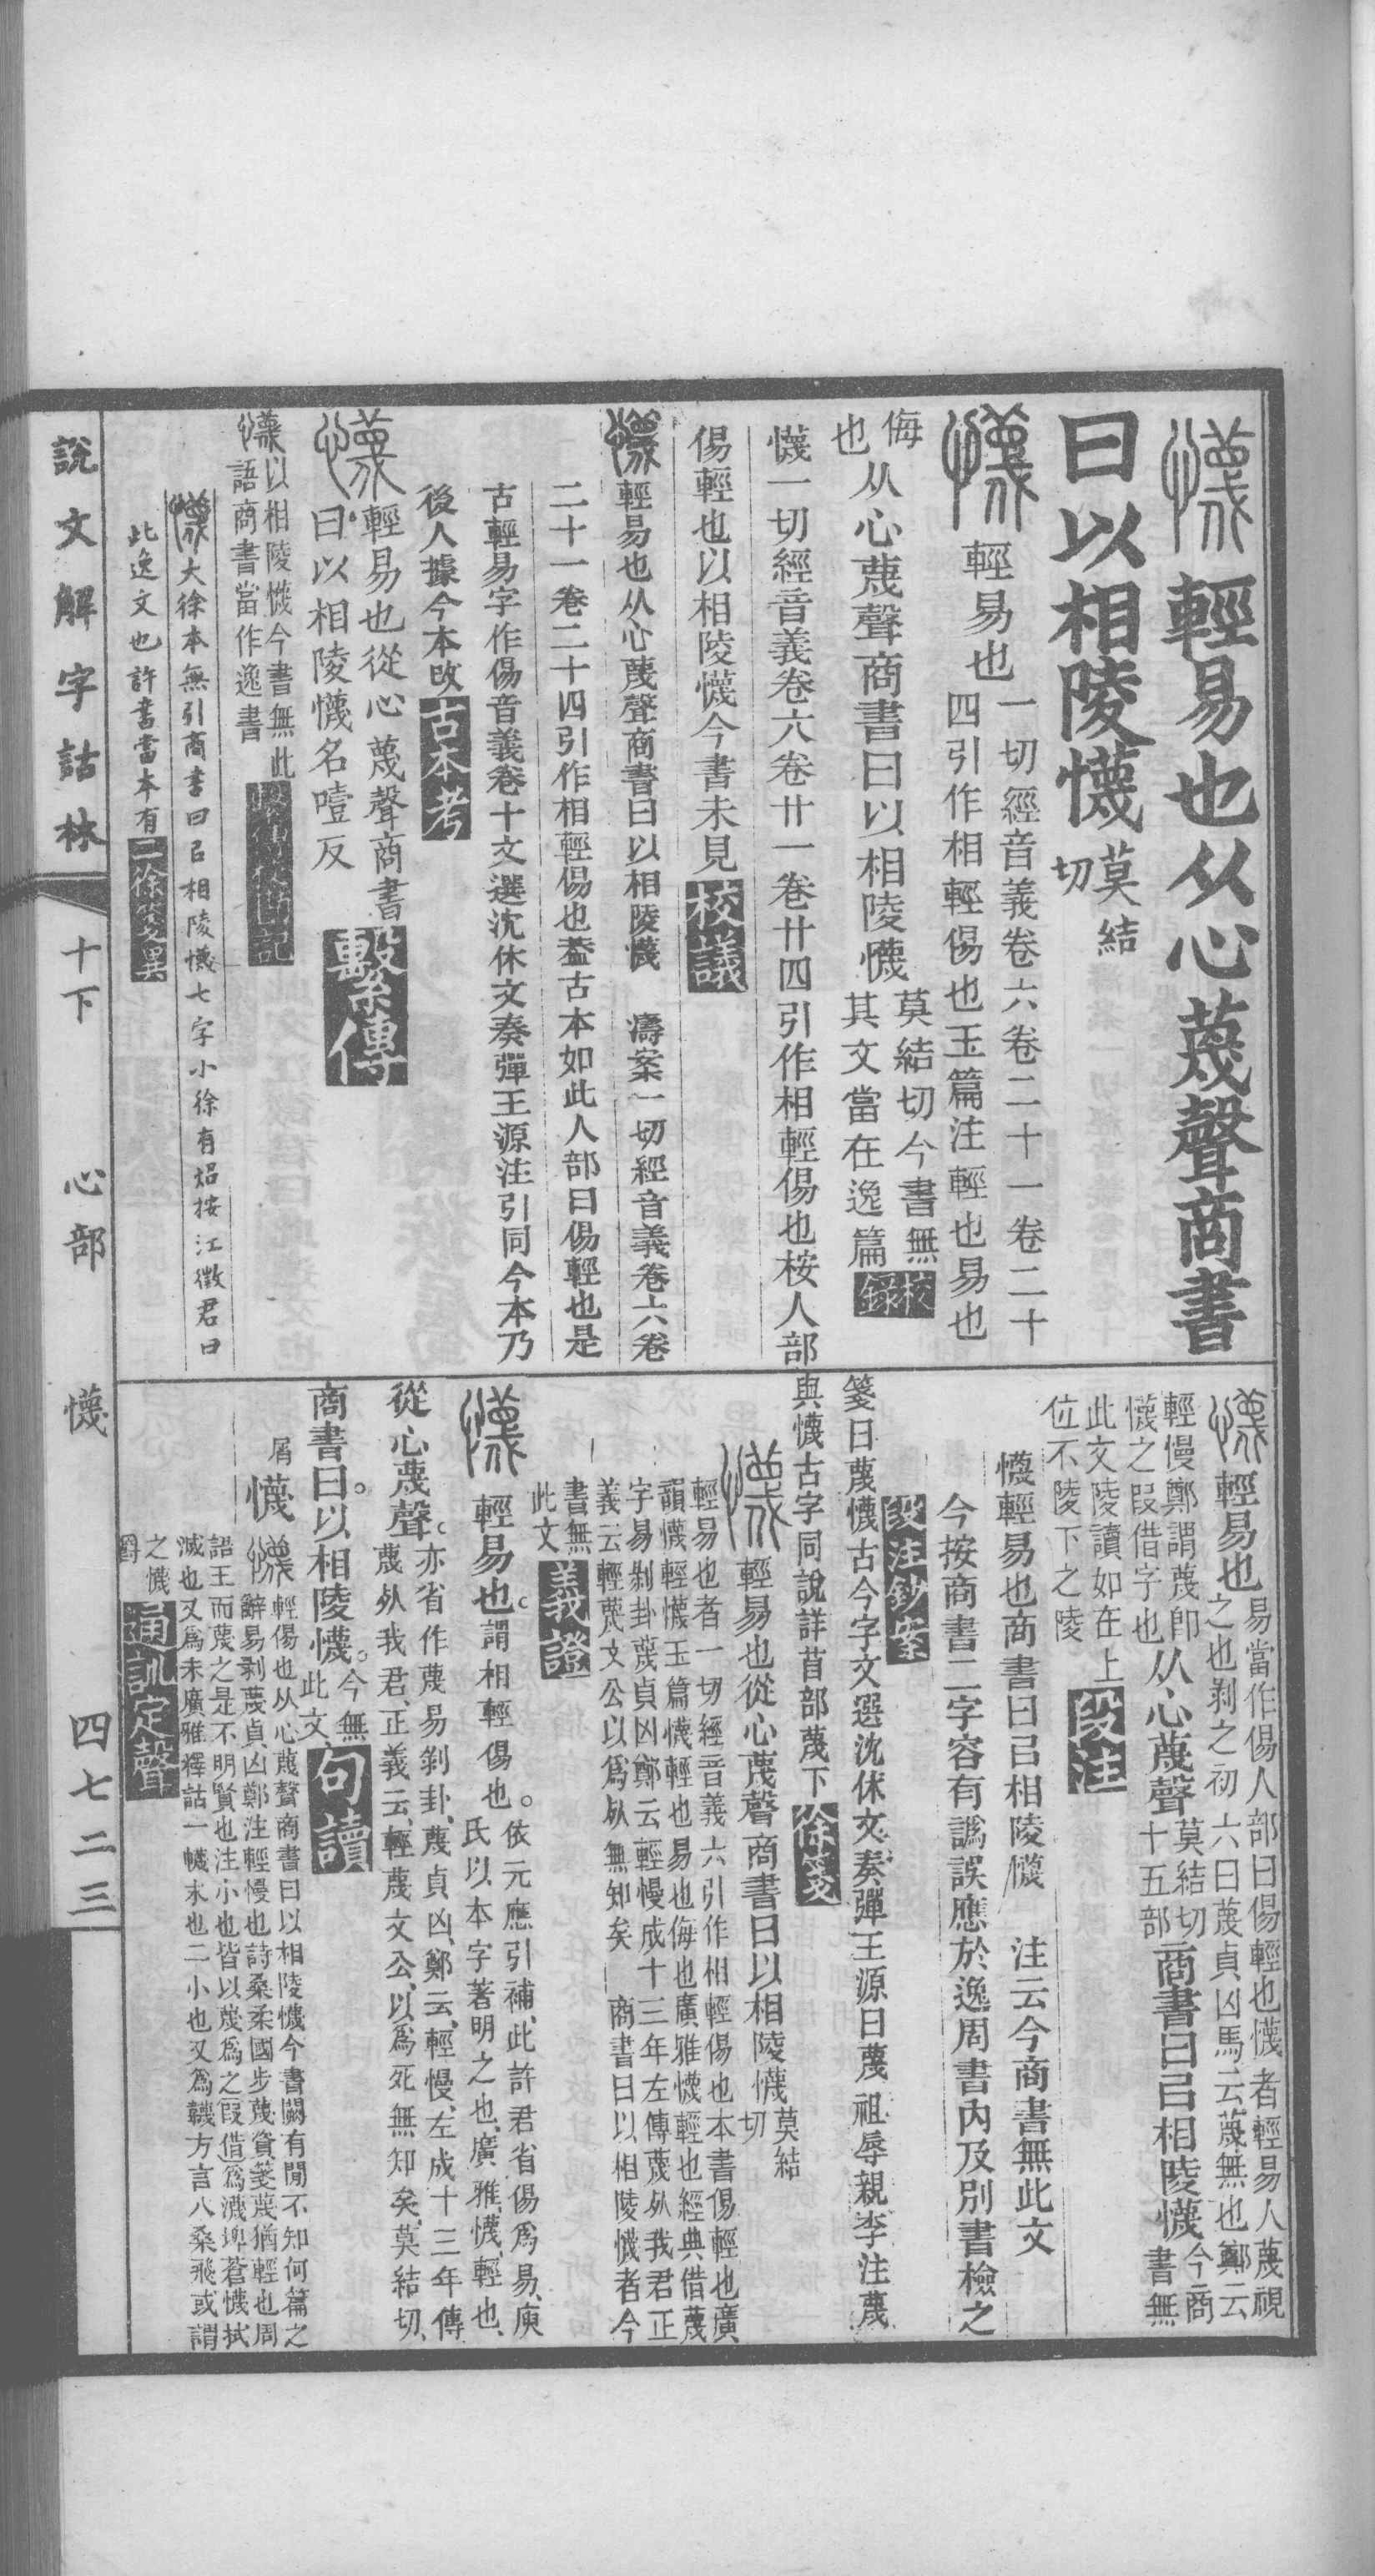 懱輕易也从心蔑聲商書
曰以相陵懱莫結切
懱輕易也一切經音義卷六卷二十一卷二十
四引作相輕傷也玉篇注輕也易也
侮也从心蔑聲商書曰以相陵懱莫結切今書無
其文當在逸篇校錄
懱一切經音義卷六卷廿一卷廿四引作相輕傷也桉人部
傷輕也以相陵懱今書未見校議
懱輕易也从心蔑聲商書曰以相陵懱 濤案一切經音義卷六卷
二十一卷二十四引作相輕傷也葢古本如此人部曰傷輕也是
古輕易字作傷音義卷十文選沈休文奏彈王源注引同今本乃
後人據今本改古本考
懱輕易也從心蔑聲商書
曰以相陵懱名噎反繫傳
懱以相陵懱今書無此
語商書當作逸書繫傳校勘記
懱大徐本無引商書曰㠯相陵懱七字小徐有炤按江徵君曰
此逸文也許書當本有二徐箋異
懱輕易也易當作傷人部曰傷輕也懱者輕易人蔑視
之也剝之初六曰蔑貞凶馬云蔑無也鄭云
輕慢鄭謂蔑卽
懱之叚借字也从心蔑聲莫結切
十五部商書曰㠯相陵懱今商
書無
此文陵讀如在上
位不陵下之陵段注
懱輕易也商書曰㠯相陵懱 注云今商書無此文
今按商書二字容有譌誤應於逸周書內及別書檢之
段注鈔案
箋曰蔑懱古今字文選沈休文奏彈王源曰蔑祖辱親李注蔑
與懱古字同說詳苜部蔑下徐箋
懱輕易也從心蔑聲商書曰以相陵懱莫結
切
輕易也者一切經音義六引作相輕傷也本書傷輕也廣
韻懱輕懱玉篇懱輕也易也侮也廣雅懱輕也經典借蔑
字易剝卦蔑貞凶鄭云輕慢成十三年左傳蔑㱁我君正
義云輕蔑文公以爲㱁無知矣 商書曰以相陵懱者今
書無
此文義證
懱輕易也謂相輕傷也依元應引補此許君省傷爲易庾
氏以本字著明之也廣雅懱輕也
從心蔑聲亦省作蔑易剝卦蔑貞凶鄭云輕慢左成十三年傳
蔑㱁我君正義云輕蔑文公以爲死無知矣莫結切
商書曰以相陵懱今無
此文句讀
屑懱懱輕傷也从心蔑聲商書曰以相陵懱今書闕有閒不知何篇之
辭易剝蔑貞凶鄭注輕慢也詩桑柔國步蔑資箋蔑猶輕也周
語王而蔑之是不明賢也注小也皆以蔑爲之叚借爲㵒埤蒼懱拭
滅也又爲末廣雅釋詁一懱末也二小也又爲韈方言八桑飛或謂
之懱
爵通訓定聲
說文解字詁林 十下 心部 懱 四七二三